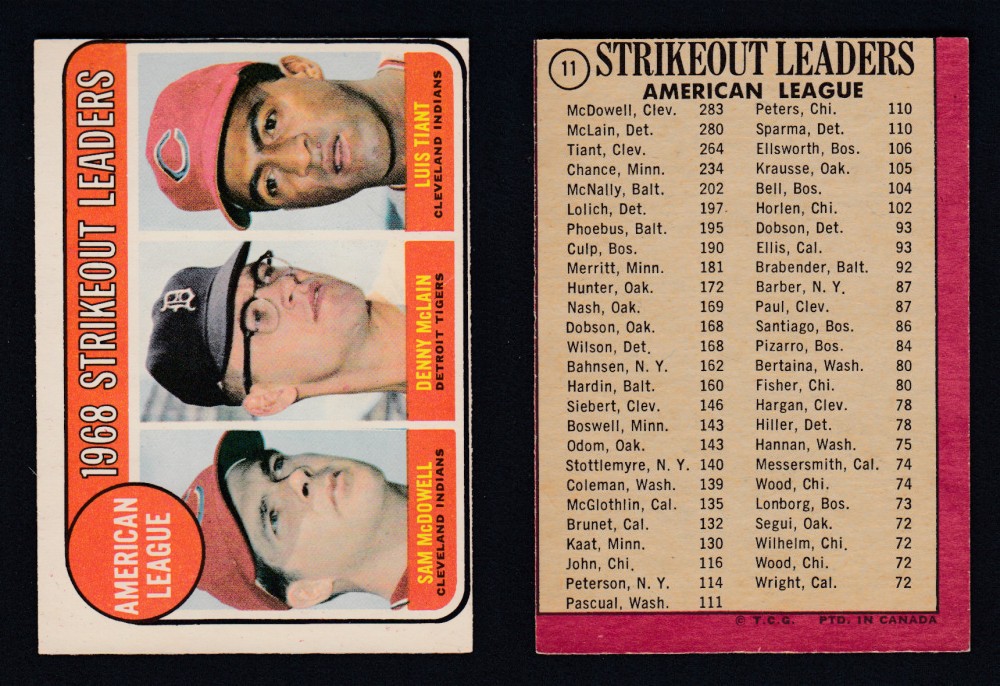 1968 STRIKEOUT LEADERS
AMERICAN
LEAGUE
SAM McDOWELL
CLEVELAND INDIANS
DENNY McLAIN
DETROIT TIGERS
LUIS TIANT
CLEVELAND INDIANS
C
D
11 STRIKEOUT LEADERS
AMERICAN LEAGUE
McDowell, Clev. 283
McLain, Det. 280
Tiant, Clev. 264
Chance, Minn. 234
McNally, Balt. 202
Lolich, Det. 197
Phoebus, Balt. 195
Culp, Bos. 190
Merritt, Minn. 181
Hunter, Oak. 172
Nash, Oak. 169
Dobson, Oak. 168
Wilson, Det. 168
Bahnsen, N. Y. 162
Hardin, Balt. 160
Siebert, Clev. 146
Boswell, Minn. 143
Odom, Oak. 143
Stottlemyre, N. Y. 140
Coleman, Wash. 139
McGlothlin, Cal. 135
Brunet, Cal. 132
Kaat, Minn. 130
John, Chi. 116
Peterson, N. Y. 114
Pascual, Wash. 111
Peters, Chi. 110
Sparma, Det. 110
Ellsworth, Bos. 106
Krausse, Oak. 105
Bell, Bos. 104
Horlen, Chi. 102
Dobson, Det. 93
Ellis, Cal. 93
Brabender, Balt. 92
Barber, N. Y. 87
Paul, Clev. 87
Santiago, Bos. 86
Pizarro, Bos. 84
Bertaina, Wash. 80
Fisher, Chi. 80
Hargan, Clev. 78
Hiller, Det. 78
Hannan, Wash. 75
Messersmith, Cal. 74
Wood, Chi. 74
Lonborg, Bos. 73
Segui, Oak. 72
Wilhelm, Chi. 72
Wood, Chi. 72
Wright, Cal. 72
© T.C.G. PTD. IN CANADA